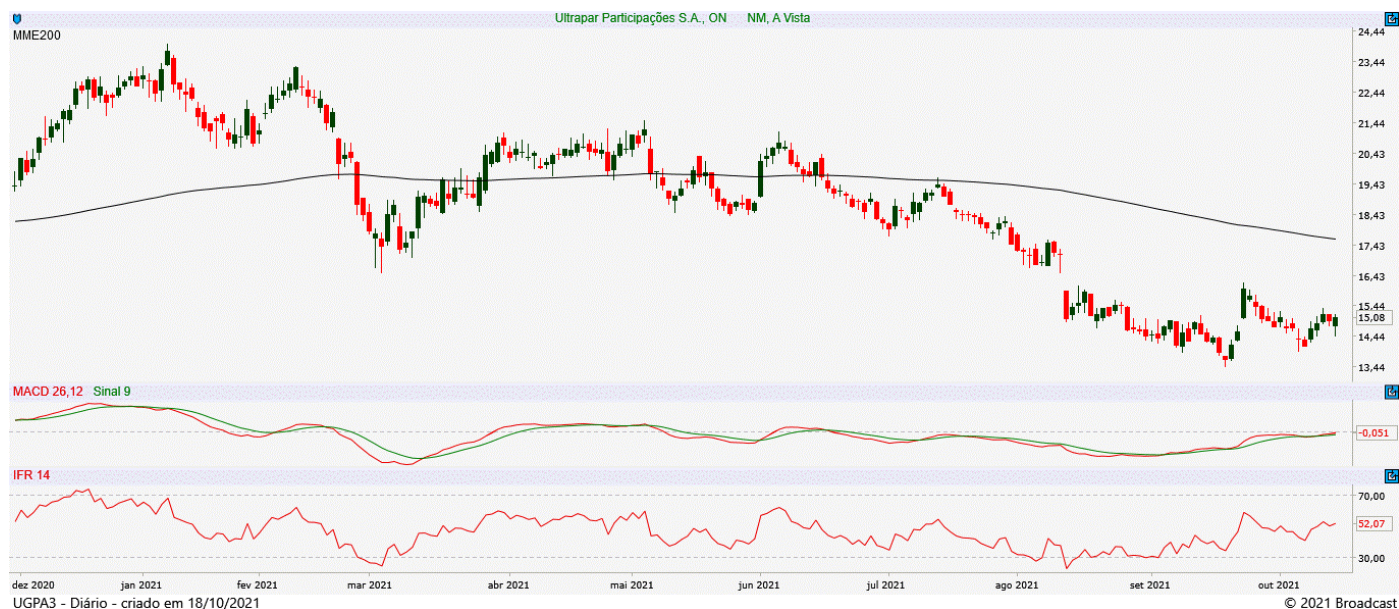 Ultrapar Participações S.A., ON NM, A Vista
MME200
24,44
23,44
22,44
21,44
20,43
19,43
18,43
17,43
16,43
15,44
15,08
14,44
13,44
MACD 26,12 Sinal 9
-0,051
IFR 14
70,00
52,07
30,00
dez 2020 jan 2021 fev 2021 mar 2021 abr 2021 mai 2021 jun 2021 jul 2021 ago 2021 set 2021 out 2021
UGPA3 - Diário - criado em 18/10/2021 © 2021 Broadcast